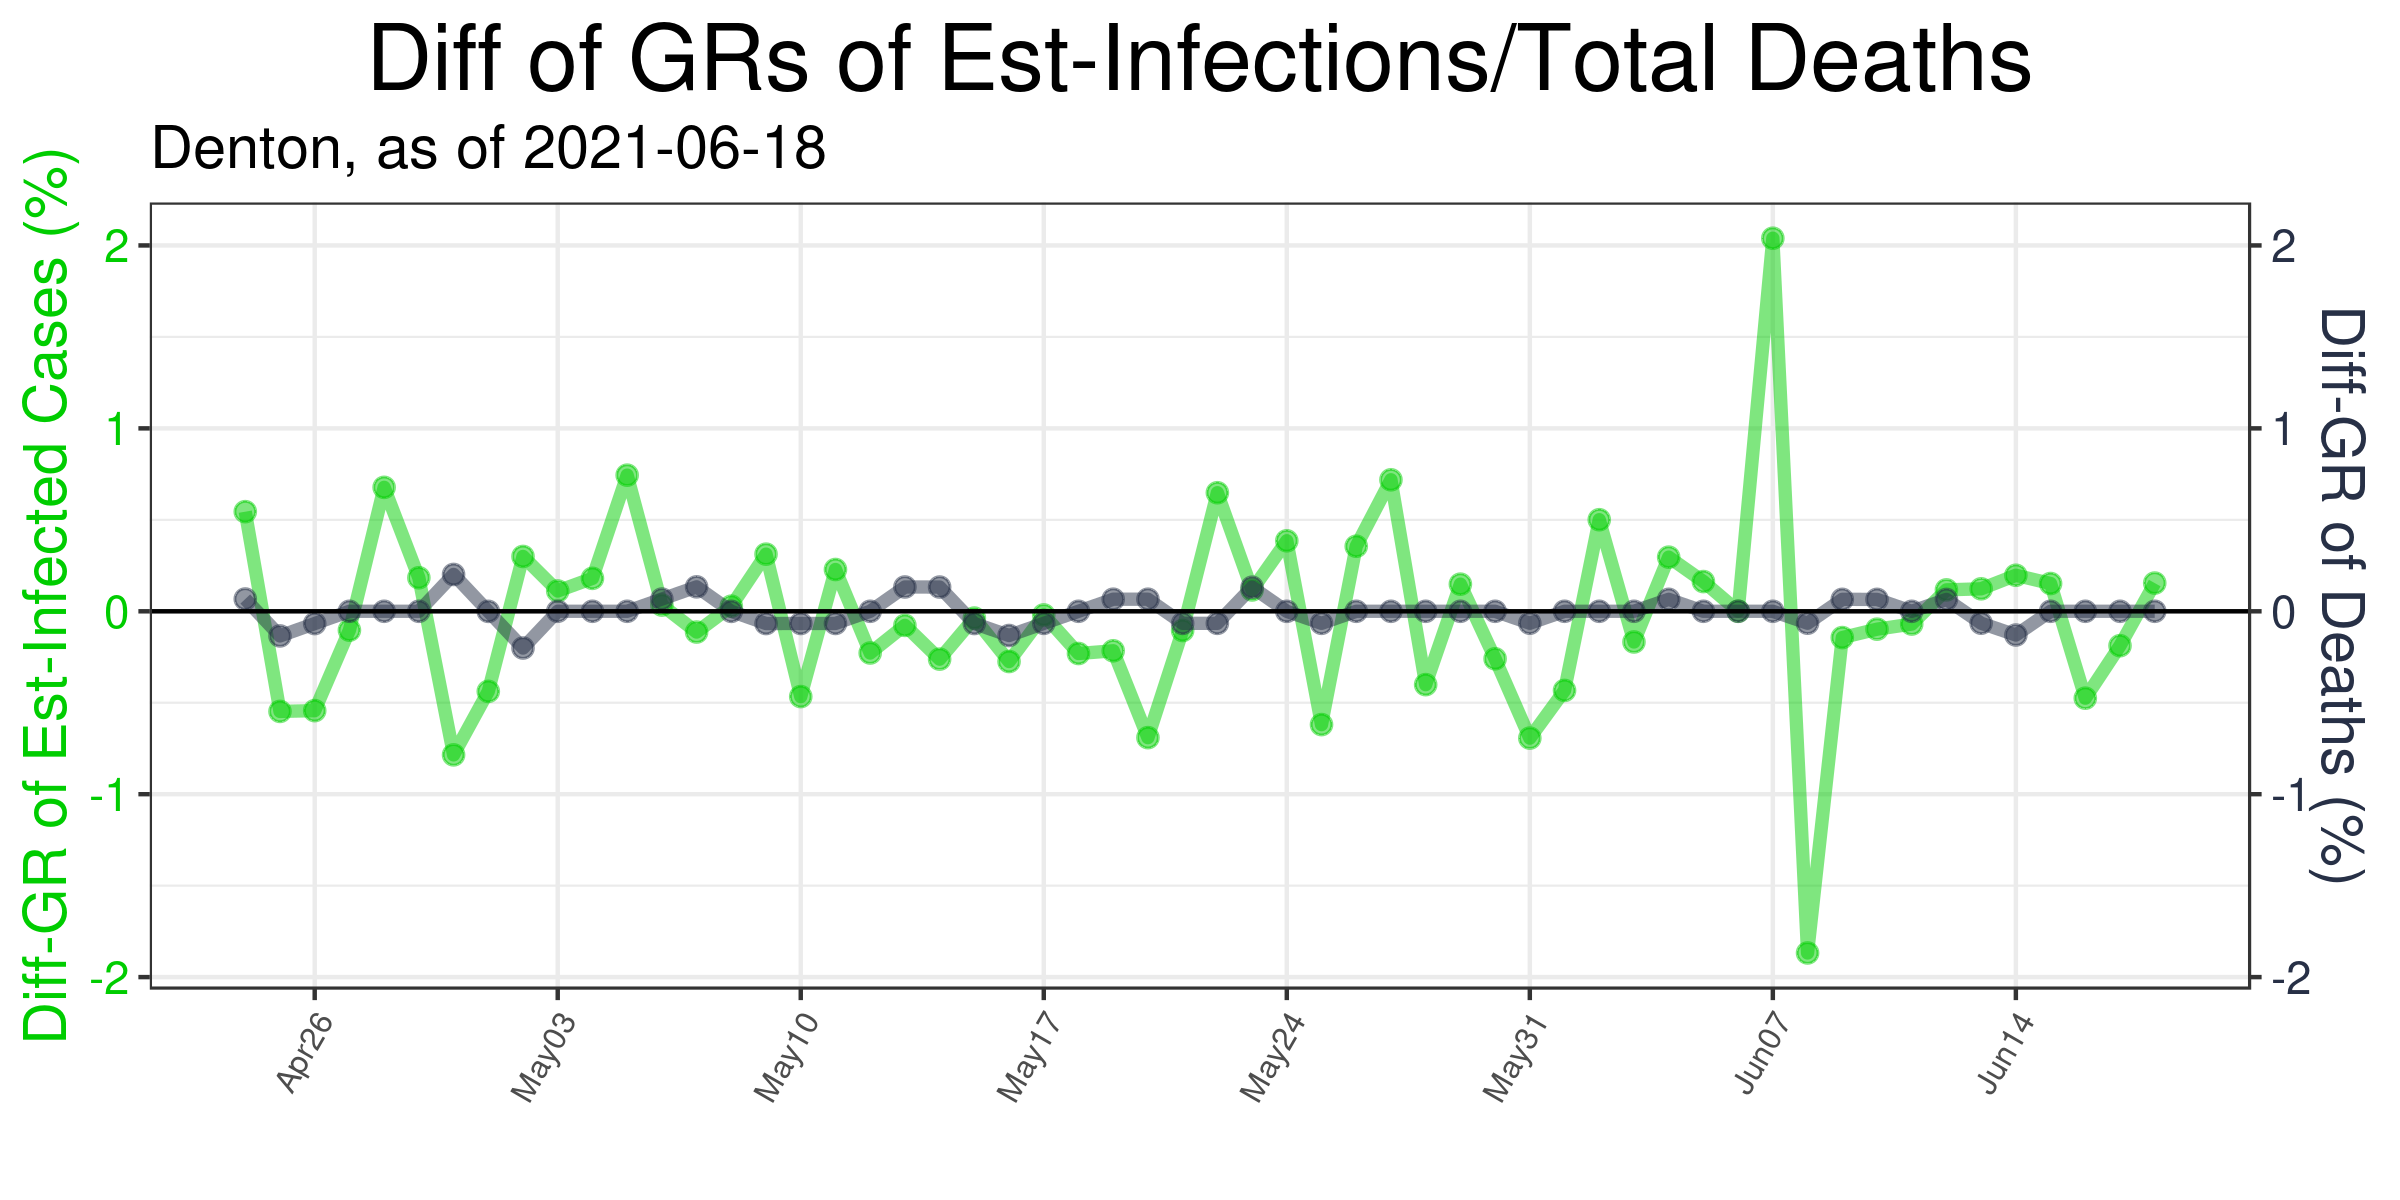 Diff of GRs of Est-Infections/Total Deaths
Denton, as of 2021-06-18
Diff-GR of Est-Infected Cases (%)
2
1
0
-1
-2
2
1
0
-1
-2
Diff-GR of Deaths (%)
Apr26
May03
May10
May17
May24
May31
Jun07
Jun14